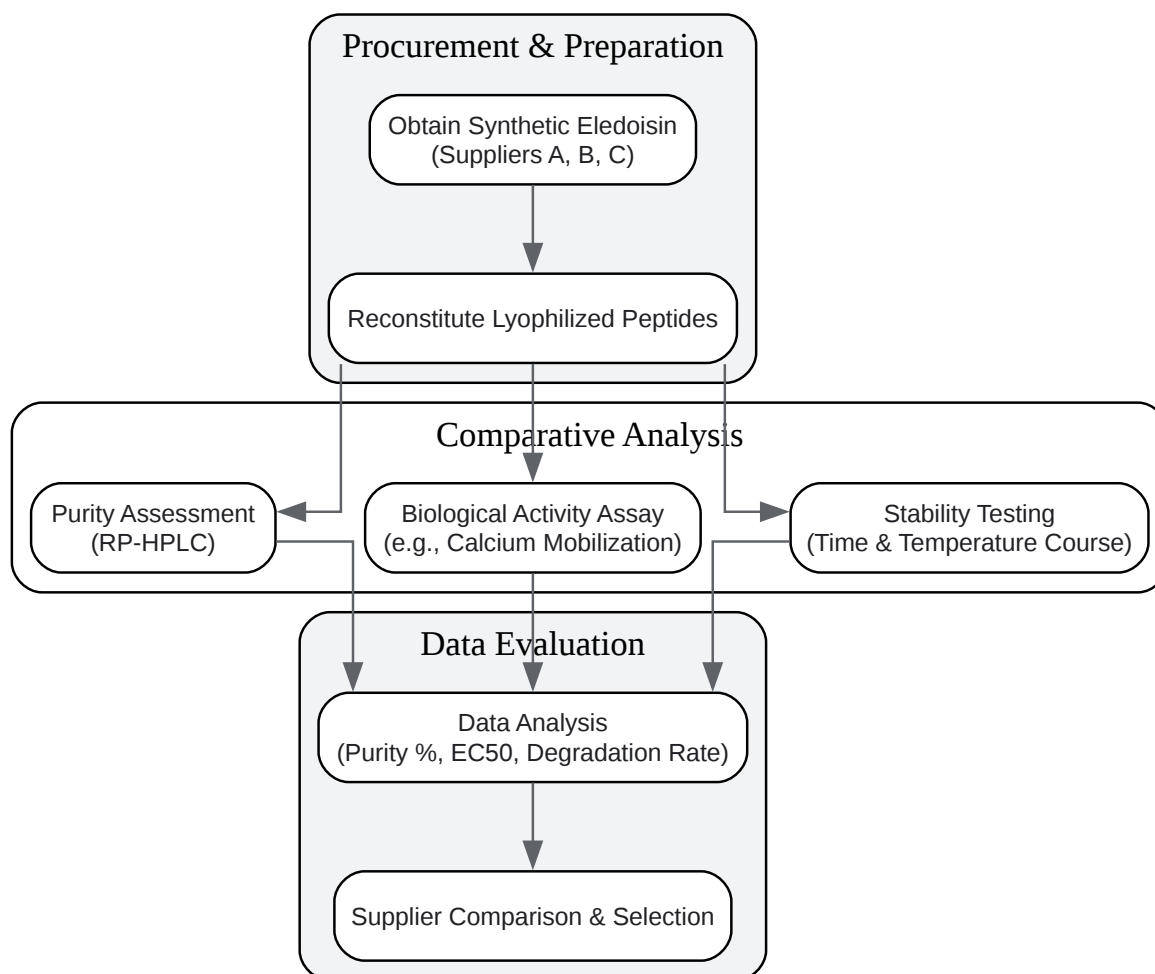 Procurement & Preparation
Obtain Synthetic Eledoisin
(Suppliers A, B, C)
Reconstitute Lyophilized Peptides
Comparative Analysis
Purity Assessment
(RP-HPLC)
Biological Activity Assay
(e.g., Calcium Mobilization)
Stability Testing
(Time & Temperature Course)
Data Evaluation
Data Analysis
(Purity %, EC50, Degradation Rate)
Supplier Comparison & Selection